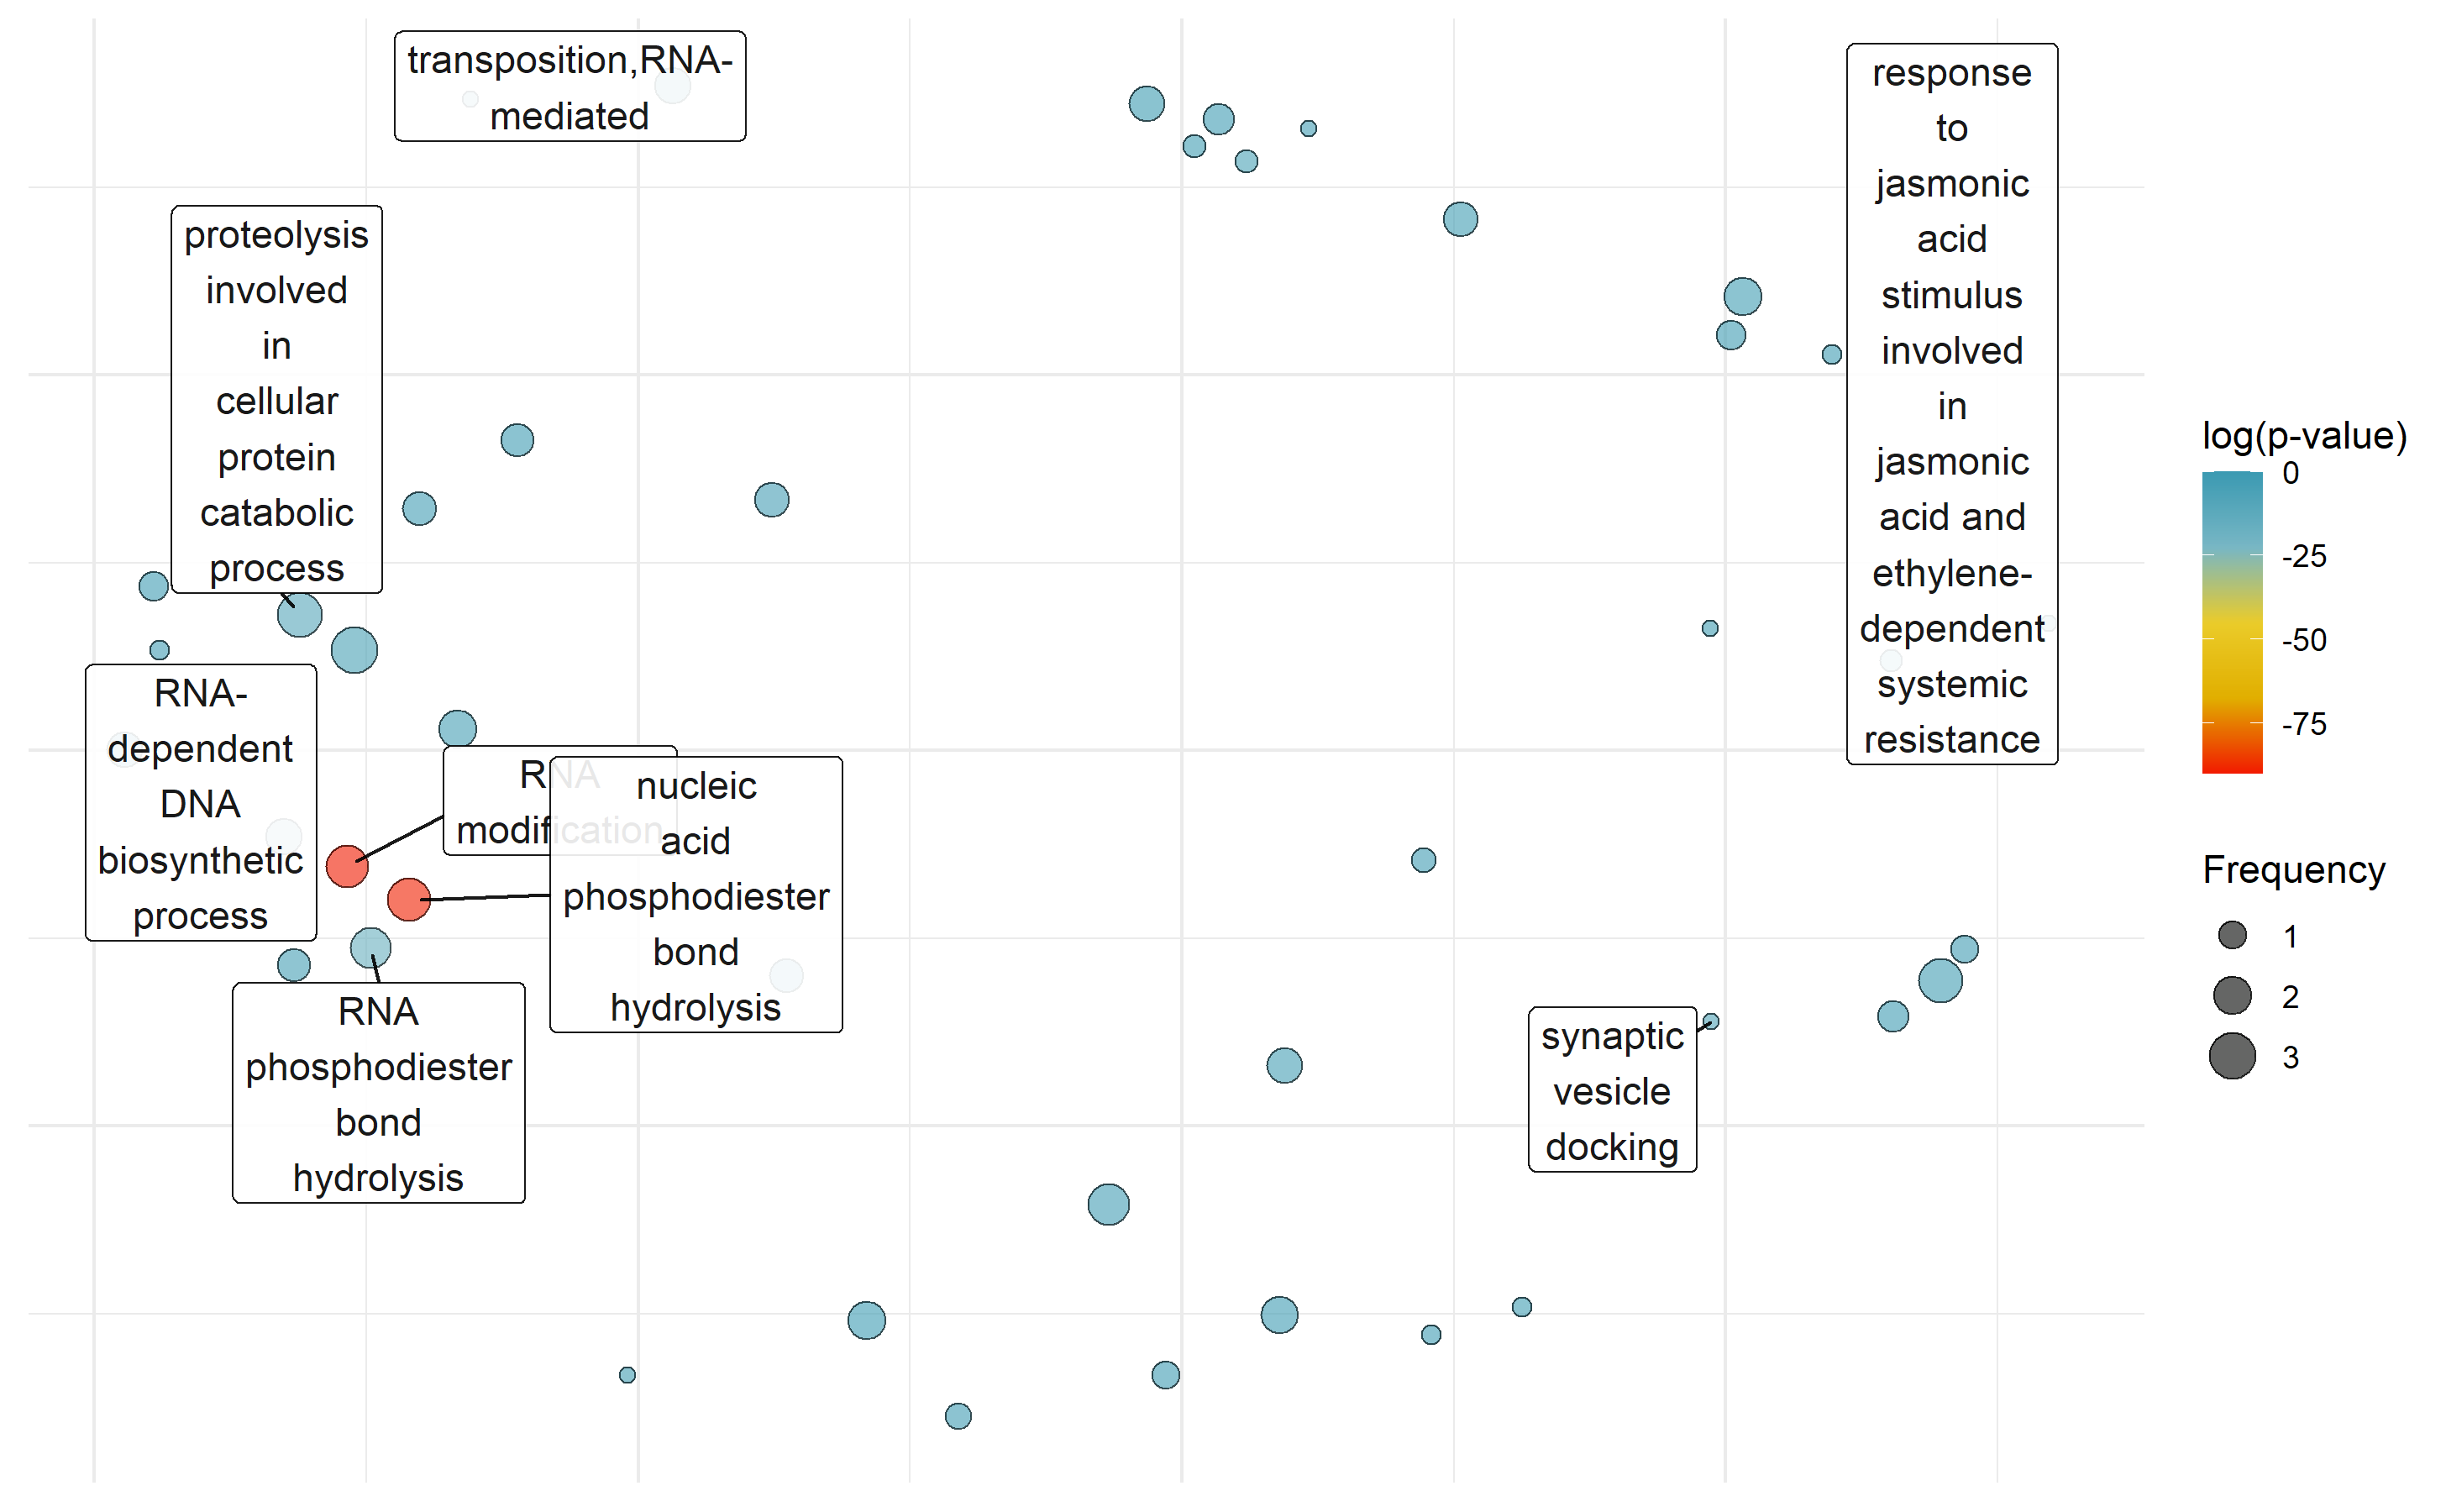 transposition,RNA-
mediated
response
to
jasmonic
acid
stimulus
involved
in
jasmonic
acid and
ethylene-
dependent
systemic
resistance
proteolysis
involved
in
cellular
protein
catabolic
process
RNA-
dependent
DNA
biosynthetic
process
RNA
modification
nucleic
acid
phosphodiester
bond
hydrolysis
RNA
phosphodiester
bond
hydrolysis
synaptic
vesicle
docking
log(p-value)
0
-25
-50
-75
Frequency
1
2
3